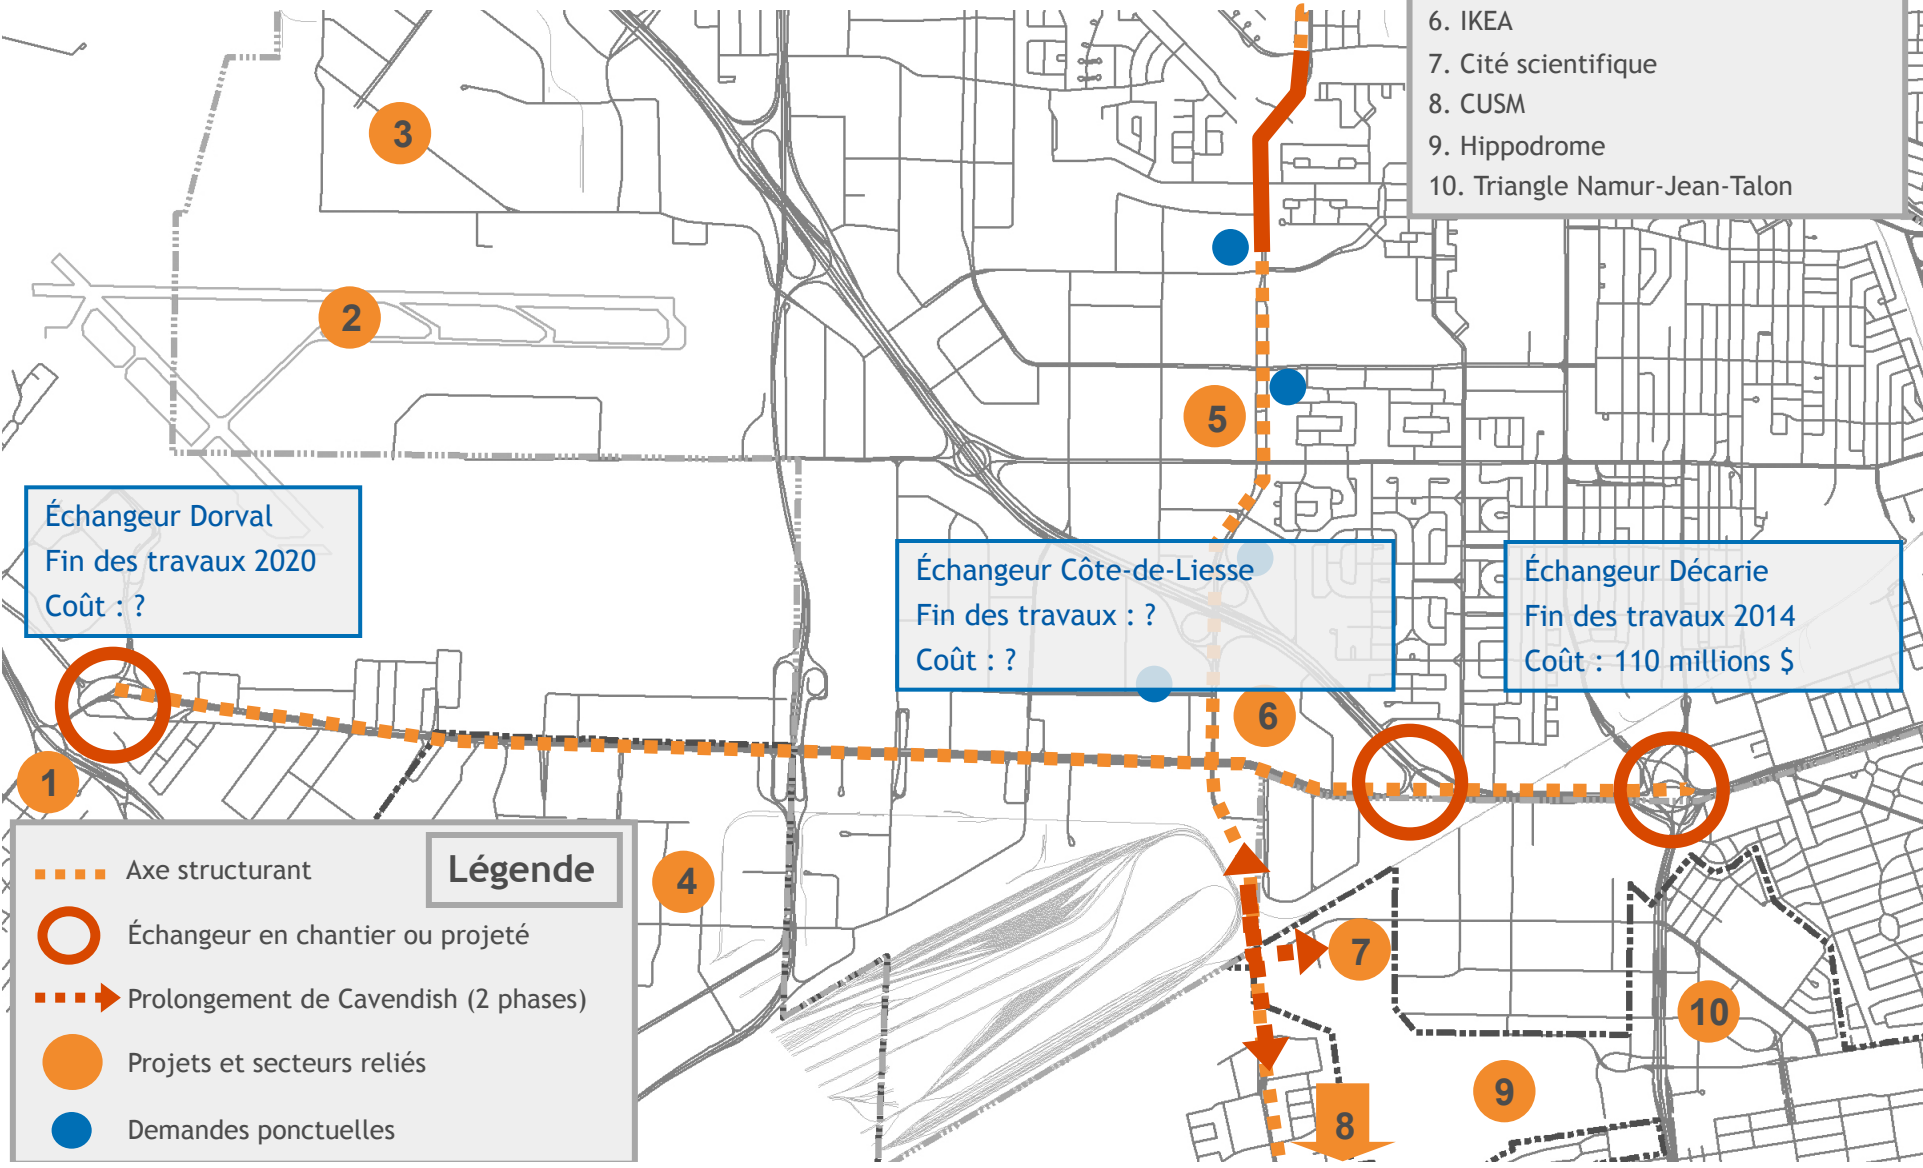 6. IKEA
7. Cité scientifique
8. CUSM
9. Hippodrome
10. Triangle Namur-Jean-Talon
3
2
5
Échangeur Dorval
Fin des travaux 2020
Coût : ?
Échangeur Côte-de-Liesse
Fin des travaux : ?
Coût : ?
Échangeur Décarie
Fin des travaux 2014
Coût : 110 millions $
6
1
4
7
10
9
8
Légende
Axe structurant
Échangeur en chantier ou projeté
Prolongement de Cavendish (2 phases)
Projets et secteurs reliés
Demandes ponctuelles